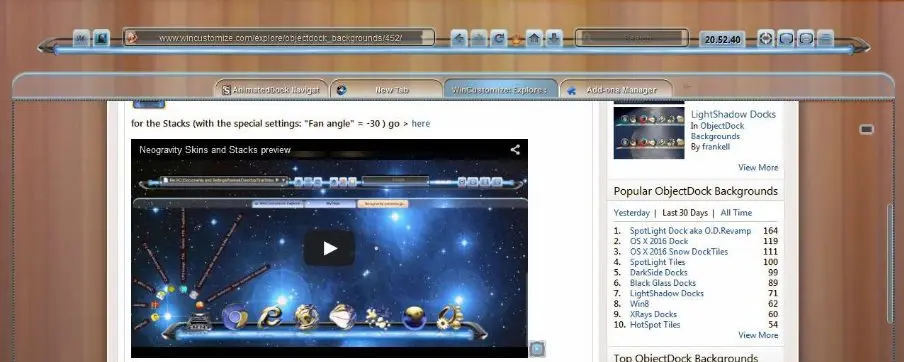 www.wincustomize.com/explore/objectdock_backgrounds/452/
Search
20.52.40
AnimatedDock Navigat
New Tab
WinCustomize: Explore :
Add-ons Manager
for the Stacks (with the special settings: "Fan angle" = -30 ) go > here
Neogravity Skins and Stacks preview
LightShadow Docks
In ObjectDock
Backgrounds
By frankell
View More
Popular ObjectDock Backgrounds
Yesterday | Last 30 Days | All Time
1. SpotLight Dock aka O.D.Revamp 164
2. OS X 2016 Dock 119
3. OS X 2016 Snow DockTiles 111
4. SpotLight Tiles 100
5. DarkSide Docks 99
6. Black Glass Docks 89
7. LightShadow Docks 71
8. Win8 62
9. XRays Docks 60
10. HotSpot Tiles 54
View More
Top ObjectDock Backgrounds